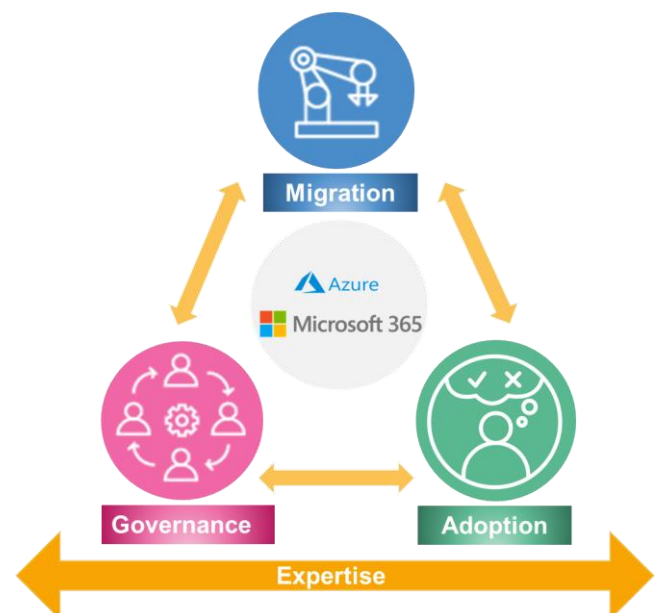 Migration
Azure
Microsoft 365
Governance
Adoption
Expertise